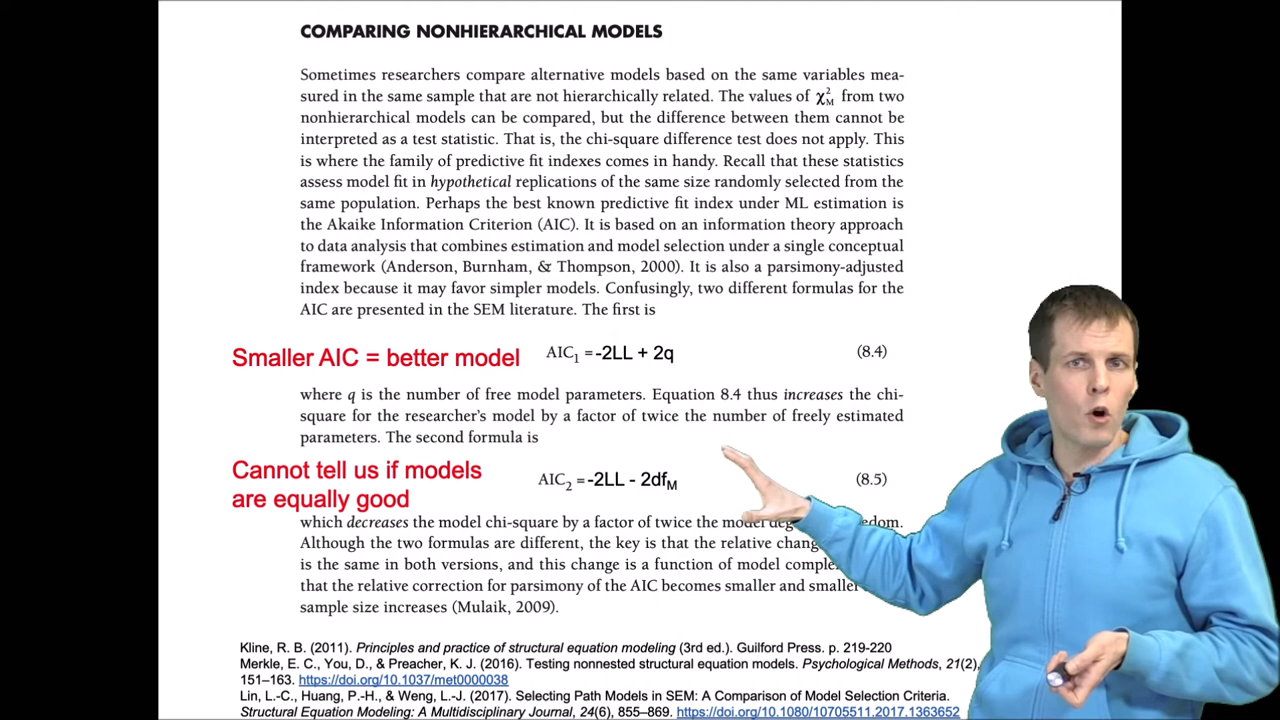 COMPARING NONHIERARCHICAL MODELS
Sometimes researchers compare alternative models based on the same variables mea-
sured in the same sample that are not hierarchically related. The values of χ²M from two
nonhierarchical models can be compared, but the difference between them cannot be
interpreted as a test statistic. That is, the chi-square difference test does not apply. This
is where the family of predictive fit indexes comes in handy. Recall that these statistics
assess model fit in hypothetical replications of the same size randomly selected from the
same population. Perhaps the best known predictive fit index under ML estimation is
the Akaike Information Criterion (AIC). It is based on an information theory approach
to data analysis that combines estimation and model selection under a single conceptual
framework (Anderson, Burnham, & Thompson, 2000). It is also a parsimony-adjusted
index because it may favor simpler models. Confusingly, two different formulas for the
AIC are presented in the SEM literature. The first is
Smaller AIC = better model
AIC₁ =-2LL + 2q (8.4)
where q is the number of free model parameters. Equation 8.4 thus increases the chi-
square for the researcher's model by a factor of twice the number of freely estimated
parameters. The second formula is
Cannot tell us if models
are equally good
AIC₂ =-2LL - 2dfM (8.5)
which decreases the model chi-square by a factor of twice the model
Although the two formulas are different, the key is that the relative
is the same in both versions, and this change is a function of model
that the relative correction for parsimony of the AIC becomes smaller and smaller
sample size increases (Mulaik, 2009).
Kline, R. B. (2011). Principles and practice of structural equation modeling (3rd ed.). Guilford Press. p. 219-220
Merkle, E. C., You, D., & Preacher, K. J. (2016). Testing nonnested structural equation models. Psychological Methods, 21(2),
151–163. https://doi.org/10.1037/met0000038
Lin, L.-C., Huang, P.-H., & Weng, L.-J. (2017). Selecting Path Models in SEM: A Comparison of Model Selection Criteria.
Structural Equation Modeling: A Multidisciplinary Journal, 24(6), 855–869. https://doi.org/10.1080/10705511.2017.1363652